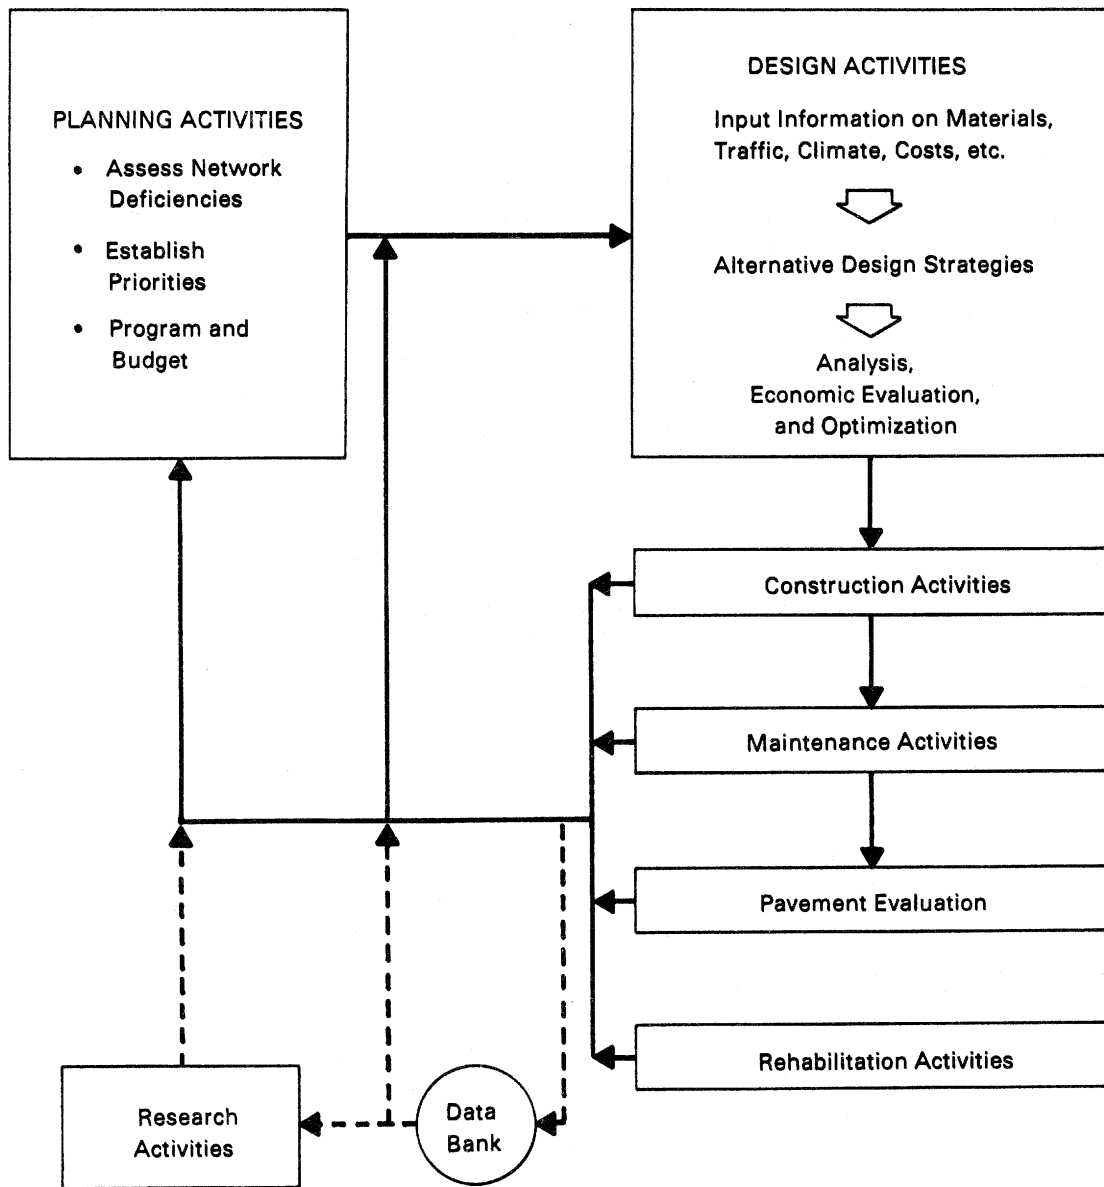 PLANNING ACTIVITIES
• Assess Network
Deficiencies
• Establish
Priorities
• Program and
Budget
DESIGN ACTIVITIES
Input Information on Materials,
Traffic, Climate, Costs, etc.
Alternative Design Strategies
Analysis,
Economic Evaluation,
and Optimization
Construction Activities
Maintenance Activities
Pavement Evaluation
Rehabilitation Activities
Research
Activities
Data
Bank